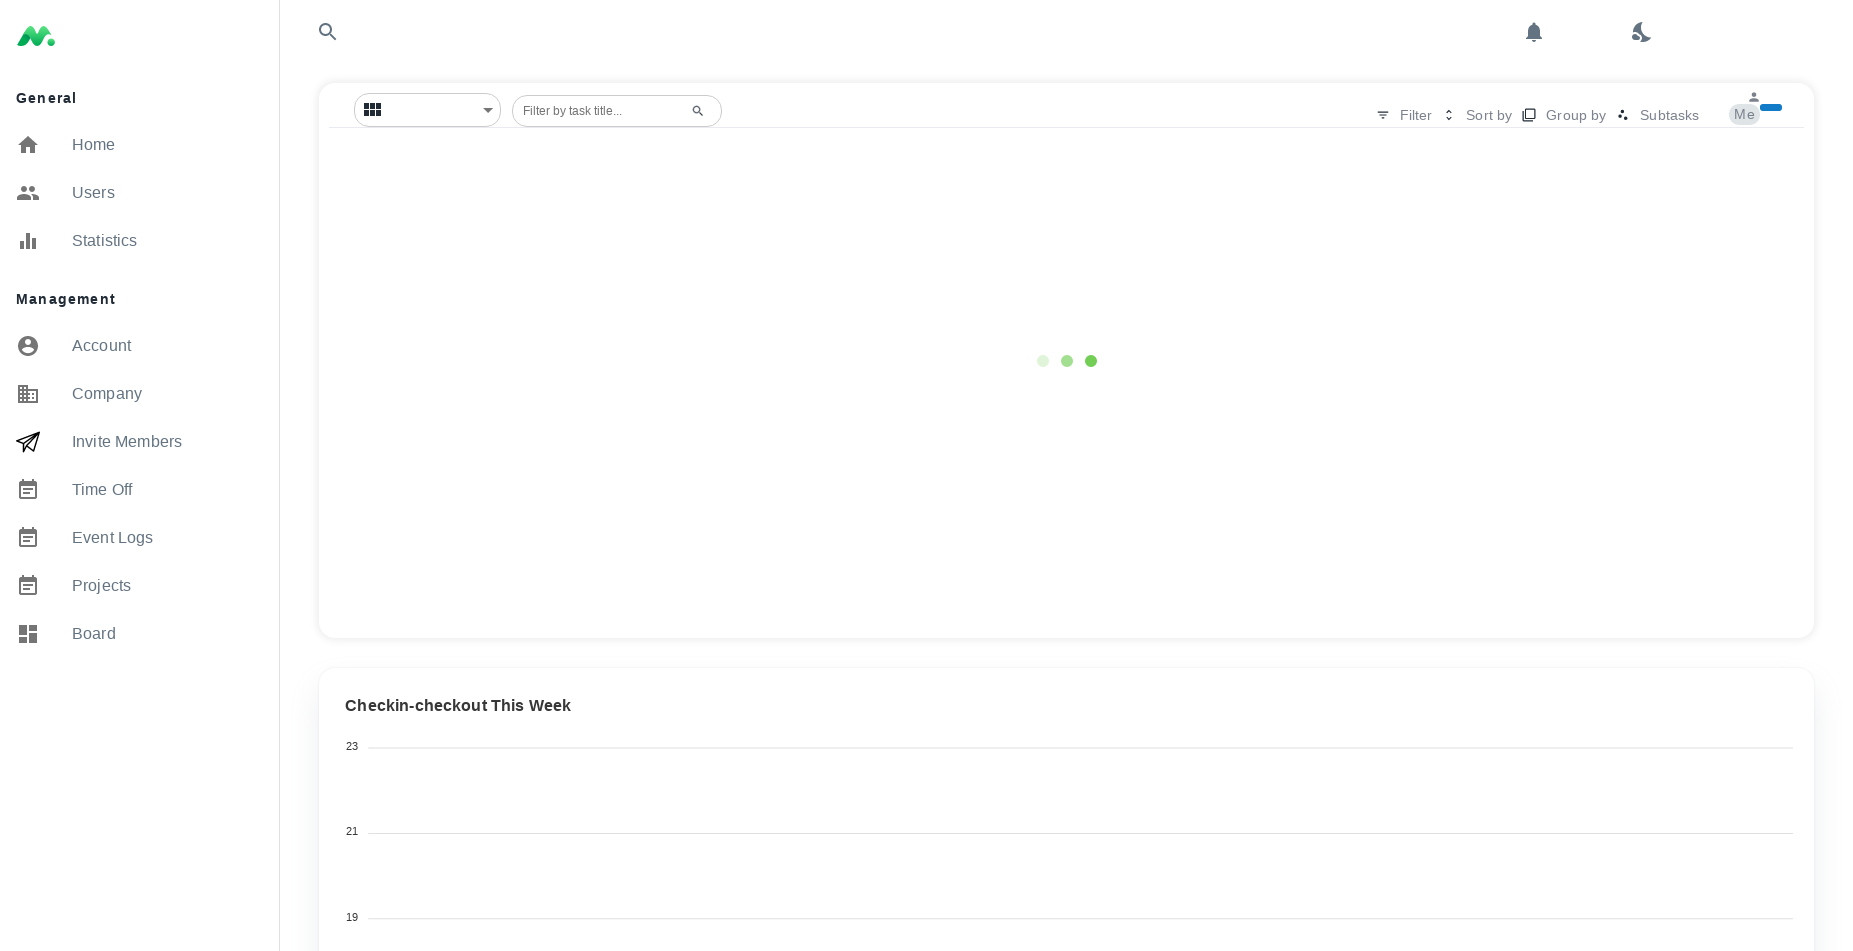 General
Home
Users
Statistics
Management
Account
Company
Invite Members
Time Off
Event Logs
Projects
Board
Filter by task title...
Filter Sort by Group by Subtasks Me
Checkin-checkout This Week
23
21
19